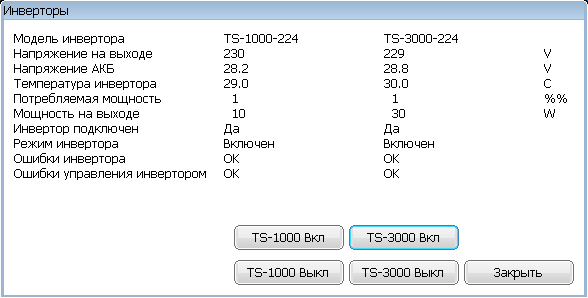 Инверторы
Модель инвертора TS-1000-224 TS-3000-224
Напряжение на выходе 230 229 V
Напряжение АКБ 28.2 28.8 V
Температура инвертора 29.0 30.0 C
Потребляемая мощность 1 1 %%
Мощность на выходе 10 30 W
Инвертор подключен Да Да
Режим инвертора Включен Включен
Ошибки инвертора OK OK
Ошибки управления инвертором OK OK
TS-1000 Вкл TS-3000 Вкл
TS-1000 Выкл TS-3000 Выкл Закрыть